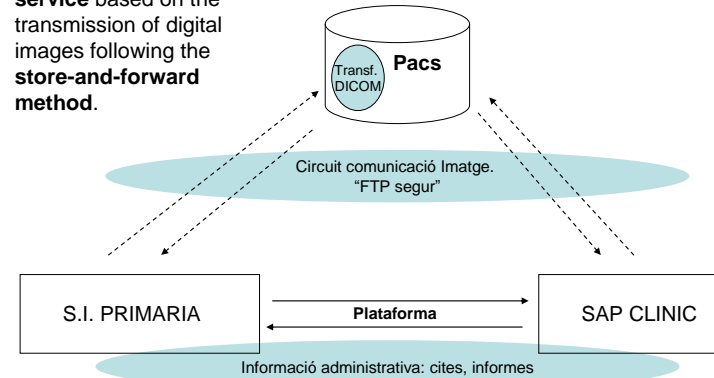 service based on the
transmission of digital
images following the
store-and-forward
method.
Transf.
DICOM
Pacs
Circuit comunicació Imatge.
“FTP segur”
S.I. PRIMARIA
Plataforma
SAP CLINIC
Informació administrativa: cites, informes